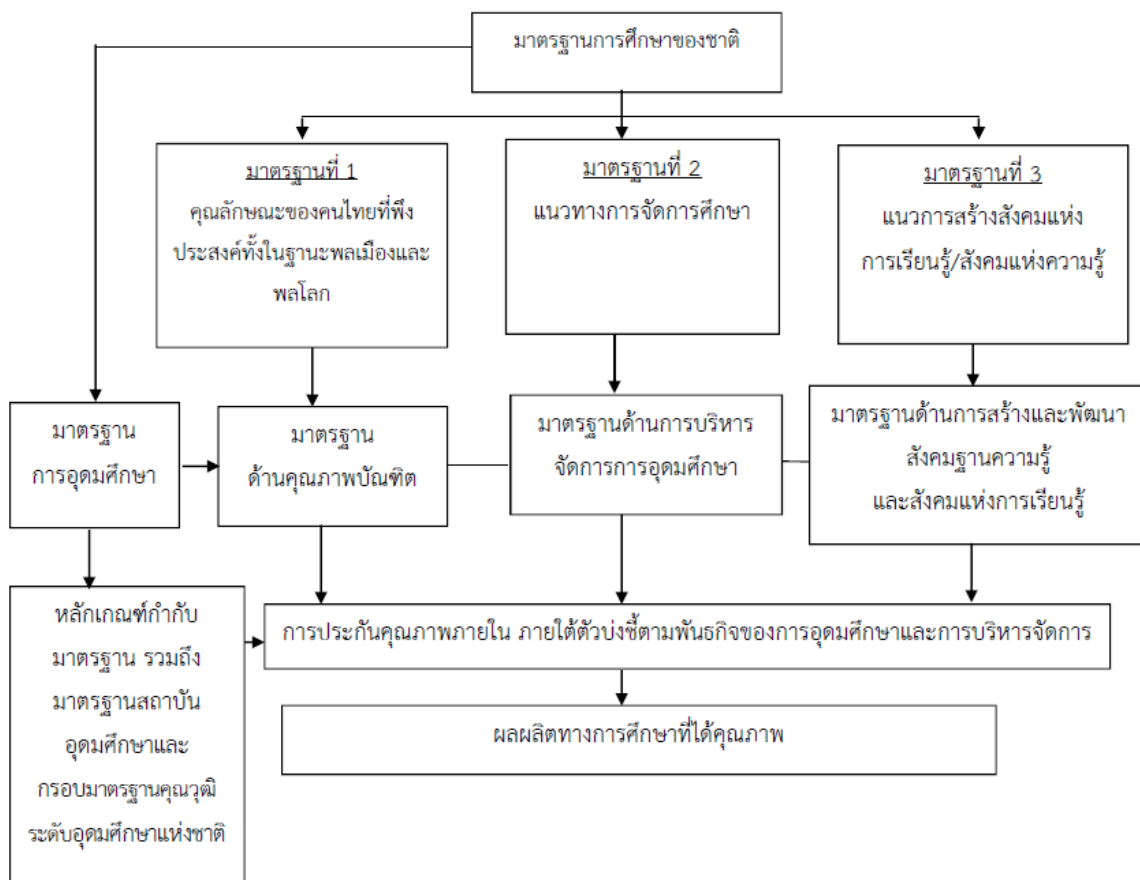 มาตรฐานการศึกษาของชาติ
มาตรฐานที่ 1
คุณลักษณะของคนไทยที่พึง
ประสงค์ทั้งในฐานะพลเมืองและ
พลโลก
มาตรฐานที่ 2
แนวทางการจัดการศึกษา
มาตรฐานที่ 3
แนวการสร้างสังคมแห่ง
การเรียนรู้/สังคมแห่งความรู้
มาตรฐาน
การอุดมศึกษา
มาตรฐาน
ด้านคุณภาพบัณฑิต
มาตรฐานด้านการบริหาร
จัดการการอุดมศึกษา
มาตรฐานด้านการสร้างและพัฒนา
สังคมฐานความรู้
และสังคมแห่งการเรียนรู้
หลักเกณฑ์กำกับ
มาตรฐาน รวมถึง
มาตรฐานสถาบัน
อุดมศึกษาและ
กรอบมาตรฐานคุณวุฒิ
ระดับอุดมศึกษาแห่งชาติ
การประกันคุณภาพภายใน ภายใต้ตัวบ่งชี้ตามพันธกิจของการอุดมศึกษาและการบริหารจัดการ
ผลผลิตทางการศึกษาที่ได้คุณภาพ